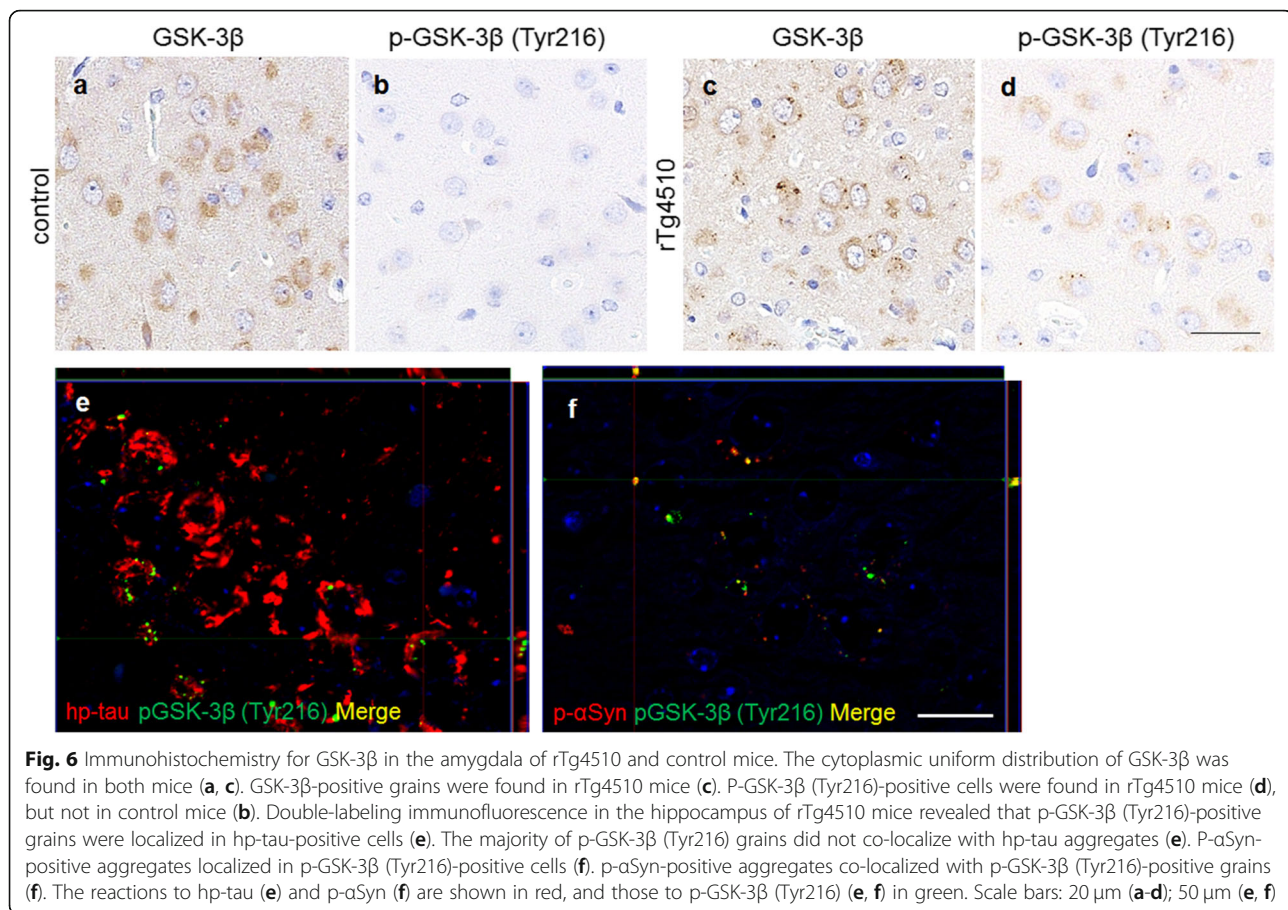 GSK-3β p-GSK-3β (Tyr216) GSK-3β p-GSK-3β (Tyr216)
control a b rTg4510 c d
e f
hp-tau pGSK-3β (Tyr216) Merge p-αSyn pGSK-3β (Tyr216) Merge
Fig. 6 Immunohistochemistry for GSK-3β in the amygdala of rTg4510 and control mice. The cytoplasmic uniform distribution of GSK-3β was
found in both mice (a, c). GSK-3β-positive grains were found in rTg4510 mice (c). P-GSK-3β (Tyr216)-positive cells were found in rTg4510 mice (d),
but not in control mice (b). Double-labeling immunofluorescence in the hippocampus of rTg4510 mice revealed that p-GSK-3β (Tyr216)-positive
grains were localized in hp-tau-positive cells (e). The majority of p-GSK-3β (Tyr216) grains did not co-localize with hp-tau aggregates (e). P-αSyn-
positive aggregates localized in p-GSK-3β (Tyr216)-positive cells (f). p-αSyn-positive aggregates co-localized with p-GSK-3β (Tyr216)-positive grains
(f). The reactions to hp-tau (e) and p-αSyn (f) are shown in red, and those to p-GSK-3β (Tyr216) (e, f) in green. Scale bars: 20 μm (a-d); 50 μm (e, f)